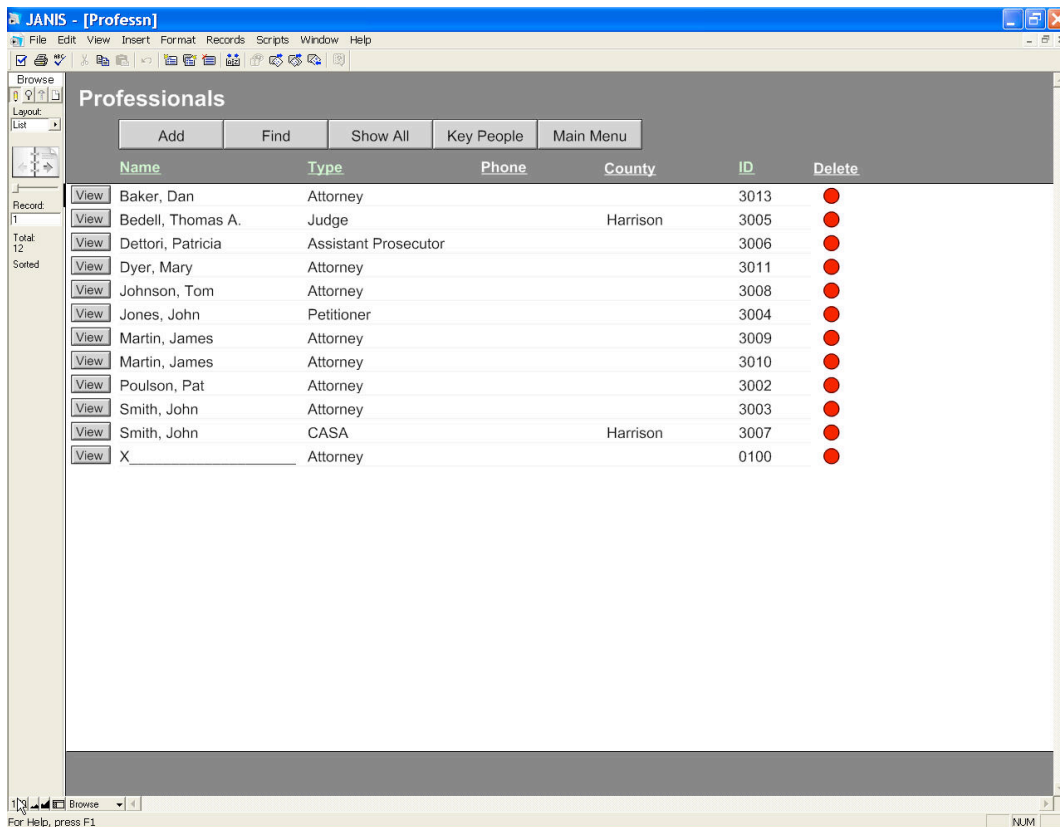 JANIS - [Professn]
File Edit View Insert Format Records Scripts Window Help
Browse
Layout:
List
Record:
1
Total:
12
Sorted
Professionals
Add Find Show All Key People Main Menu
Name Type Phone County ID Delete
View Baker, Dan Attorney 3013
View Bedell, Thomas A. Judge Harrison 3005
View Dettori, Patricia Assistant Prosecutor 3006
View Dyer, Mary Attorney 3011
View Johnson, Tom Attorney 3008
View Jones, John Petitioner 3004
View Martin, James Attorney 3009
View Martin, James Attorney 3010
View Poulson, Pat Attorney 3002
View Smith, John Attorney 3003
View Smith, John CASA Harrison 3007
View X____________________ Attorney 0100
Browse
For Help, press F1 NUM